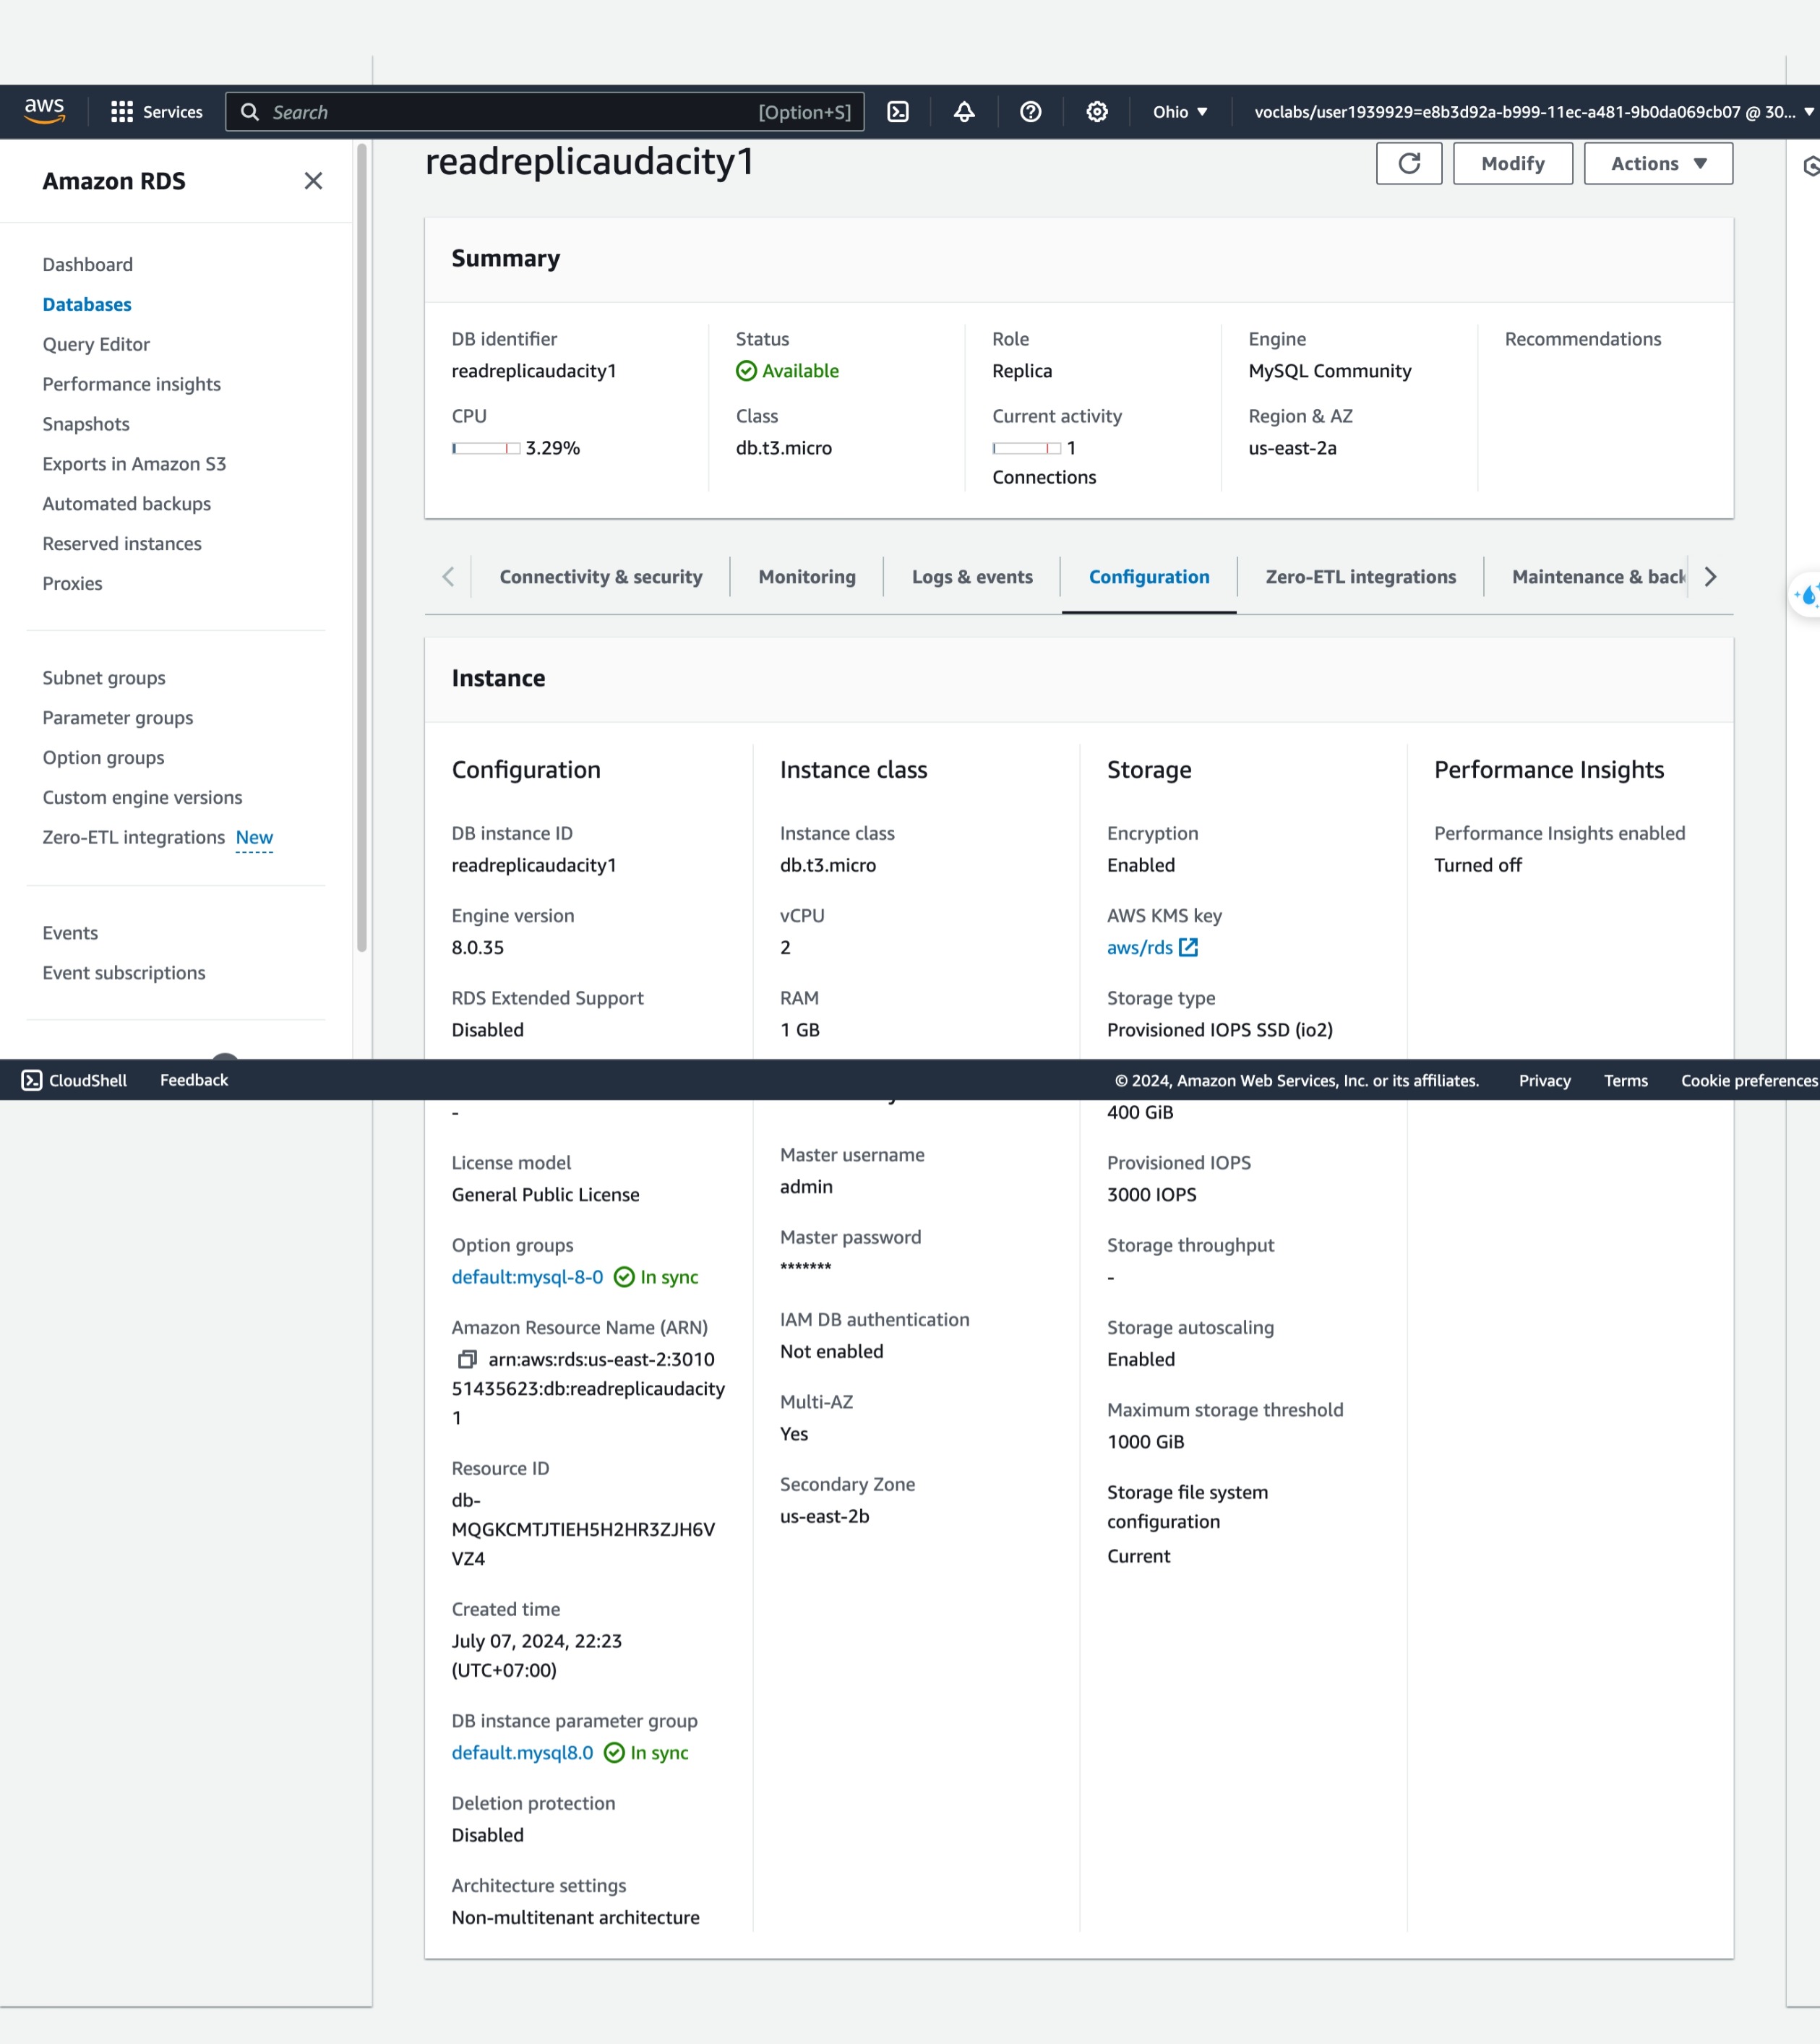 aws
Services
Search
[Option+S]
Ohio
voclabs/user1939929=e8b3d92a-b999-11ec-a481-9b0da069cb07 @ 30...
Amazon RDS
Dashboard
Databases
Query Editor
Performance insights
Snapshots
Exports in Amazon S3
Automated backups
Reserved instances
Proxies
Subnet groups
Parameter groups
Option groups
Custom engine versions
Zero-ETL integrations New
Events
Event subscriptions
readreplicaudacity1
Modify
Actions
Summary
DB identifier
readreplicaudacity1
CPU
3.29%
Status
Available
Class
db.t3.micro
Role
Replica
Current activity
1
Connections
Engine
MySQL Community
Region & AZ
us-east-2a
Recommendations
Connectivity & security
Monitoring
Logs & events
Configuration
Zero-ETL integrations
Maintenance & back
Instance
Configuration
DB instance ID
readreplicaudacity1
Engine version
8.0.35
RDS Extended Support
Disabled
-
License model
General Public License
Option groups
default:mysql-8-0 In sync
Amazon Resource Name (ARN)
arn:aws:rds:us-east-2:3010
51435623:db:readreplicaudacity
1
Resource ID
db-
MQGKCMTJTIEH5H2HR3ZJH6V
VZ4
Created time
July 07, 2024, 22:23
(UTC+07:00)
DB instance parameter group
default.mysql8.0 In sync
Deletion protection
Disabled
Architecture settings
Non-multitenant architecture
Instance class
Instance class
db.t3.micro
vCPU
2
RAM
1 GB
Master username
admin
Master password
*******
IAM DB authentication
Not enabled
Multi-AZ
Yes
Secondary Zone
us-east-2b
Storage
Encryption
Enabled
AWS KMS key
aws/rds
Storage type
Provisioned IOPS SSD (io2)
400 GiB
Provisioned IOPS
3000 IOPS
Storage throughput
-
Storage autoscaling
Enabled
Maximum storage threshold
1000 GiB
Storage file system
configuration
Current
Performance Insights
Performance Insights enabled
Turned off
CloudShell
Feedback
© 2024, Amazon Web Services, Inc. or its affiliates.
Privacy
Terms
Cookie preferences